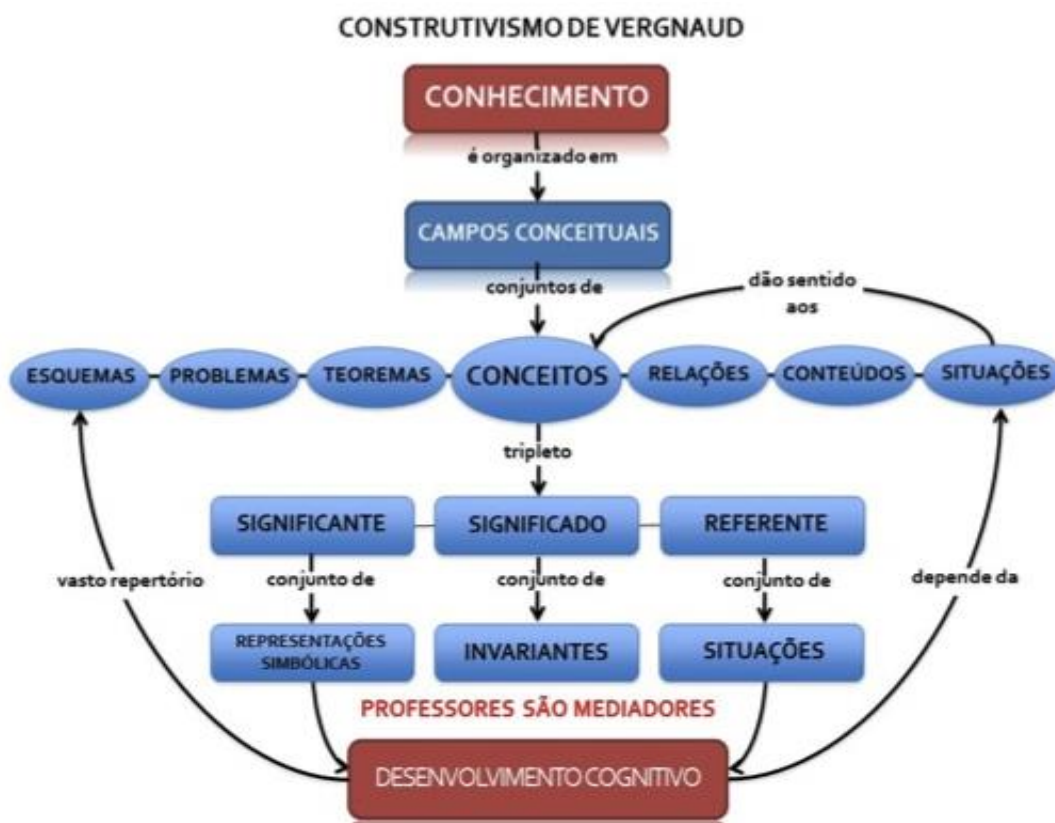 CONSTRUTIVISMO DE VERGNAUD
CONHECIMENTO
é organizado em
CAMPOS CONCEITUAIS
conjuntos de
dão sentido
aos
ESQUEMAS
PROBLEMAS
TEOREMAS
CONCEITOS
RELAÇÕES
CONTEÚDOS
SITUAÇÕES
tripleto
SIGNIFICANTE
SIGNIFICADO
REFERENTE
vasto repertório
conjunto de
conjunto de
conjunto de
depende da
REPRESENTAÇÕES
SIMBÓLICAS
INVARIANTES
SITUAÇÕES
PROFESSORES SÃO MEDIADORES
DESENVOLVIMENTO COGNITIVO